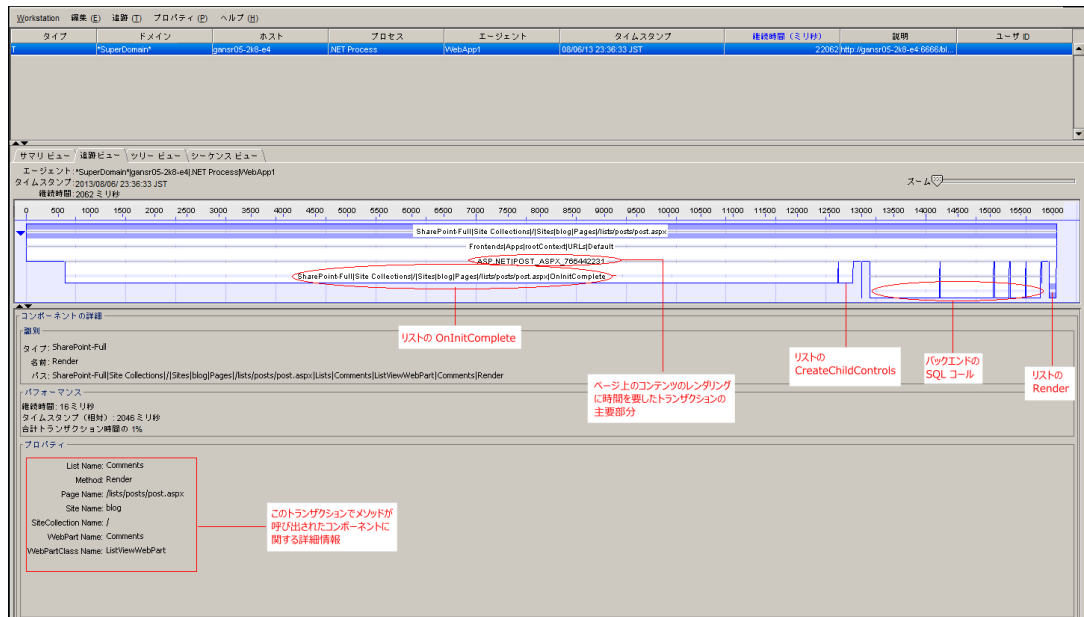 Workstation 編集 (E) 追跡 (T) プロパティ (P) ヘルプ (H)
タイプ ドメイン ホスト プロセス エージェント タイムスタンプ 継続時間 (ミリ秒) 説明 ユーザ ID
T *SuperDomain* gansr05-2k8-e4 .NET Process WebApp1 08/06/13 23:36:33 JST 22062 http://gansr05-2k8-e4:6666/bl...
サマリ ビュー 追跡ビュー ツリー ビュー シーケンス ビュー
エージェント: *SuperDomain*|gansr05-2k8-e4|.NET Process|WebApp1
タイムスタンプ: 2013/08/06/ 23:36:33 JST
継続時間: 2062 ミリ秒
ズーム
0 500 1000 1500 2000 2500 3000 3500 4000 4500 5000 5500 6000 6500 7000 7500 8000 8500 9000 9500 10000 10500 11000 11500 12000 12500 13000 13500 14000 14500 15000 15500 16000
SharePoint-Full|Site Collections|/|Sites|blog|Pages|/lists/posts/post.aspx
Frontends|Apps|rootContext|URLs|Default
ASP.NET|POST_ASPX_766442231
SharePoint-Full|Site Collections|/|Sites|blog|Pages|/lists/posts/post.aspx|OnInitComplete
リストの OnInitComplete
ページ上のコンテンツのレンダリング
に時間を要したトランザクションの
主要部分
リストの
CreateChildControls
バックエンドの
SQL コール
リストの
Render
コンポーネントの詳細
識別
タイプ: SharePoint-Full
名前: Render
パス: SharePoint-Full|Site Collections|/|Sites|blog|Pages|/lists/posts/post.aspx|Lists|Comments|ListViewWebPart|Comments|Render
パフォーマンス
継続時間: 16 ミリ秒
タイムスタンプ (相対) : 2046 ミリ秒
合計トランザクション時間の 1%
プロパティ
List Name: Comments
Method: Render
Page Name: /lists/posts/post.aspx
Site Name: blog
SiteCollection Name: /
WebPart Name: Comments
WebPartClass Name: ListViewWebPart
このトランザクションでメソッドが
呼び出されたコンポーネントに
関する詳細情報